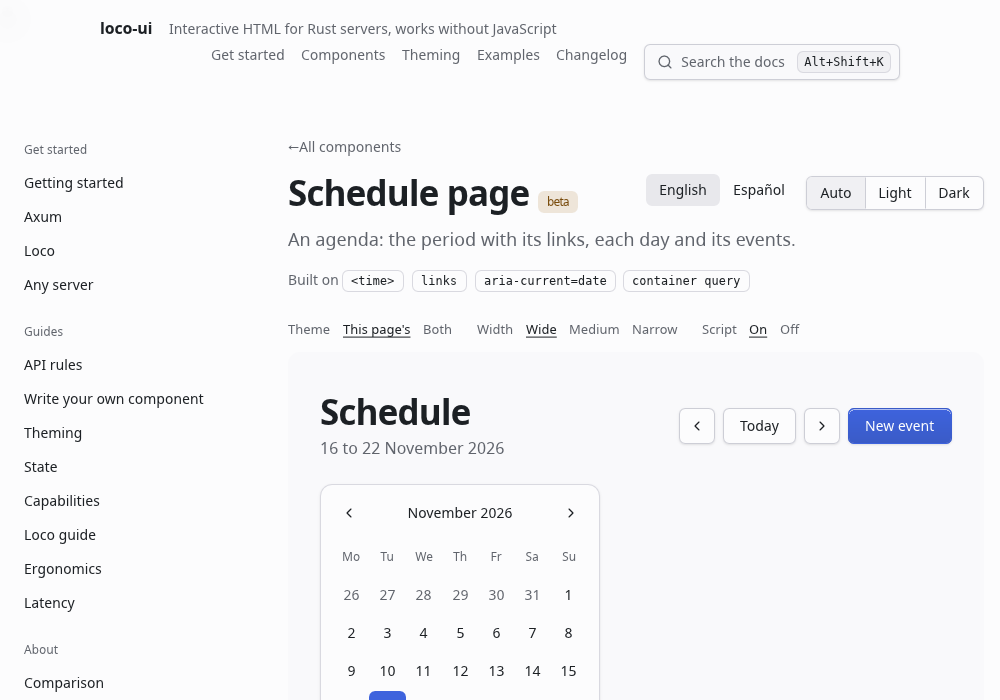 loco-ui Interactive HTML for Rust servers, works without JavaScript
Get started Components Theming Examples Changelog Search the docs Alt+Shift+K
Get started
Getting started
Axum
Loco
Any server
Guides
API rules
Write your own component
Theming
State
Capabilities
Loco guide
Ergonomics
Latency
About
Comparison
←All components
Schedule page beta
English Español Auto Light Dark
An agenda: the period with its links, each day and its events.
Built on <time> links aria-current=date container query
Theme This page's Both Width Wide Medium Narrow Script On Off
Schedule
16 to 22 November 2026
Today New event
November 2026
Mo Tu We Th Fr Sa Su
26 27 28 29 30 31 1
2 3 4 5 6 7 8
9 10 11 12 13 14 15